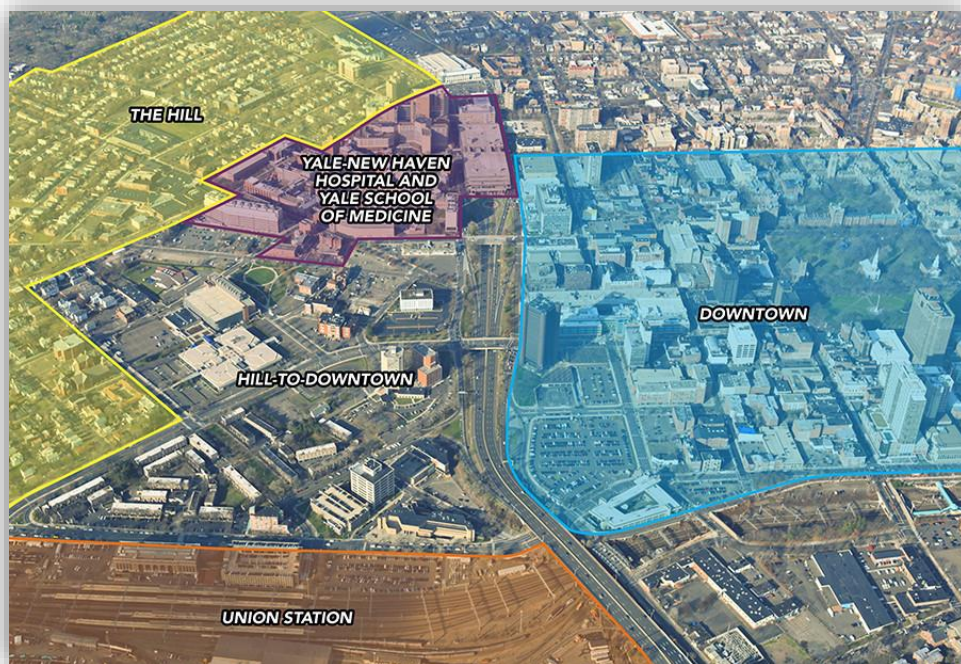 THE HILL
YALE-NEW HAVEN
HOSPITAL AND
YALE SCHOOL
OF MEDICINE
DOWNTOWN
HILL-TO-DOWNTOWN
UNION STATION